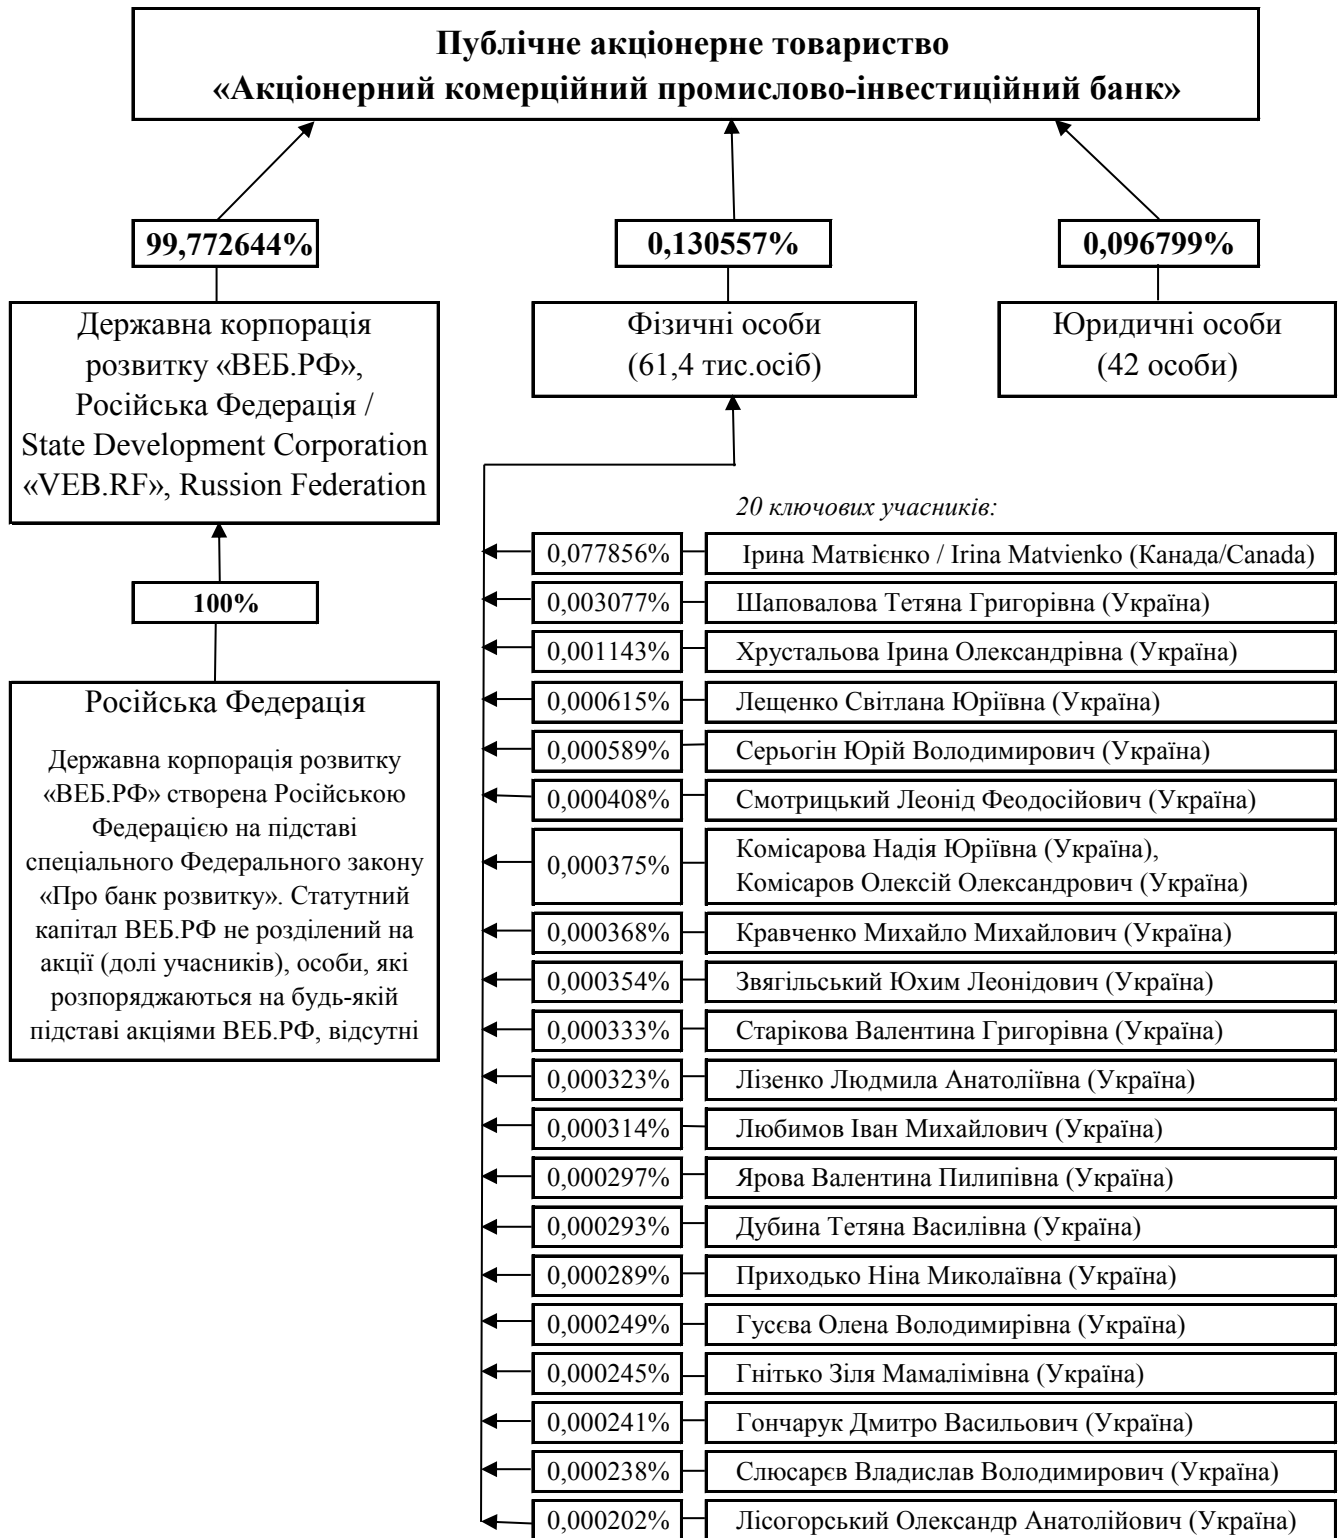 Публічне акціонерне товариство
«Акціонерний комерційний промислово-інвестиційний банк»
99,772644%
0,130557%
0,096799%
Державна корпорація
розвитку «ВЕБ.РФ»,
Російська Федерація /
State Development Corporation
«VEB.RF», Russion Federation
Фізичні особи
(61,4 тис.осіб)
Юридичні особи
(42 особи)
100%
Російська Федерація
Державна корпорація розвитку
«ВЕБ.РФ» створена Російською
Федерацією на підставі
спеціального Федерального закону
«Про банк розвитку». Статутний
капітал ВЕБ.РФ не розділений на
акції (долі учасників), особи, які
розпоряджаються на будь-якій
підставі акціями ВЕБ.РФ, відсутні
20 ключових учасників:
0,077856% Ірина Матвієнко / Irina Matvienko (Канада/Canada)
0,003077% Шаповалова Тетяна Григорівна (Україна)
0,001143% Хрустальова Ірина Олександрівна (Україна)
0,000615% Лещенко Світлана Юріївна (Україна)
0,000589% Серьогін Юрій Володимирович (Україна)
0,000408% Смотрицький Леонід Феодосійович (Україна)
0,000375% Комісарова Надія Юріївна (Україна),
Комісаров Олексій Олександрович (Україна)
0,000368% Кравченко Михайло Михайлович (Україна)
0,000354% Звягільський Юхим Леонідович (Україна)
0,000333% Старікова Валентина Григорівна (Україна)
0,000323% Лізенко Людмила Анатоліївна (Україна)
0,000314% Любимов Іван Михайлович (Україна)
0,000297% Ярова Валентина Пилипівна (Україна)
0,000293% Дубина Тетяна Василівна (Україна)
0,000289% Приходько Ніна Миколаївна (Україна)
0,000249% Гусєва Олена Володимирівна (Україна)
0,000245% Гнітько Зіля Мамалімівна (Україна)
0,000241% Гончарук Дмитро Васильович (Україна)
0,000238% Слюсарєв Владислав Володимирович (Україна)
0,000202% Лісогорський Олександр Анатолійович (Україна)